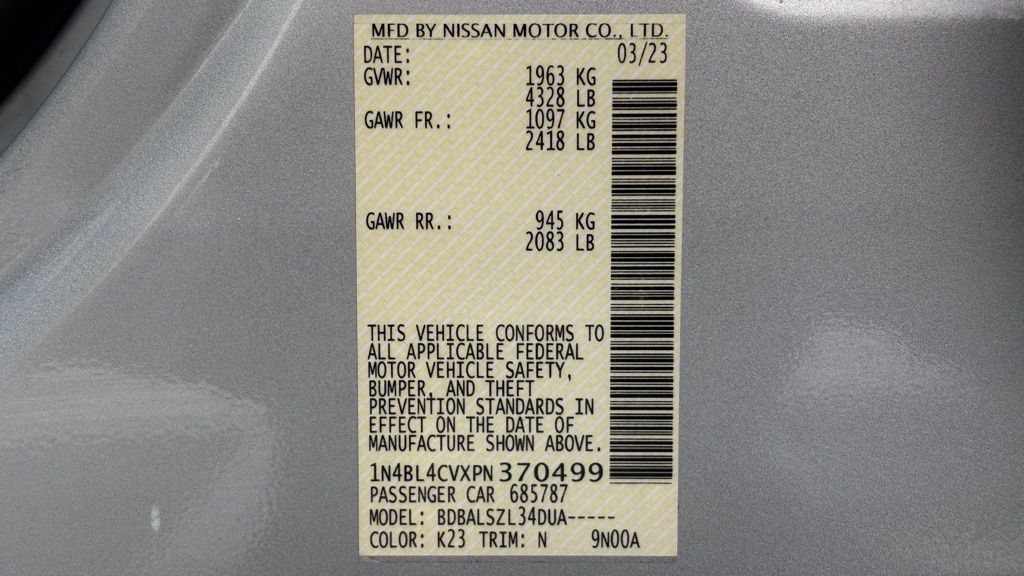 MFD BY NISSAN MOTOR CO., LTD.
DATE: 03/23
GVWR: 1963 KG
4328 LB
GAWR FR.: 1097 KG
2418 LB
GAWR RR.: 945 KG
2083 LB
THIS VEHICLE CONFORMS TO
ALL APPLICABLE FEDERAL
MOTOR VEHICLE SAFETY,
BUMPER, AND THEFT
PREVENTION STANDARDS IN
EFFECT ON THE DATE OF
MANUFACTURE SHOWN ABOVE.
1N4BL4CVXPN 370499
PASSENGER CAR 685787
MODEL: BDBALSZL34DUA-----
COLOR: K23 TRIM: N 9N00A